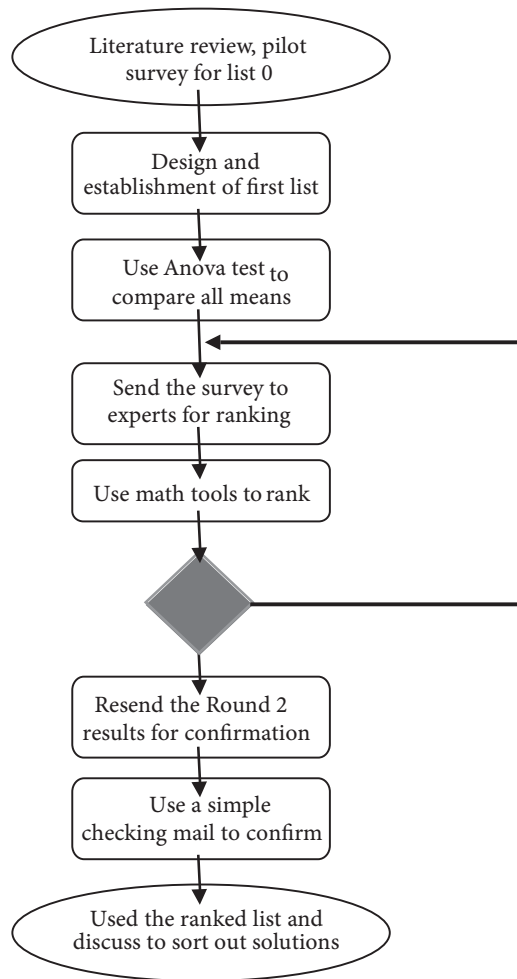 Literature review, pilot
survey for list 0
Design and
establishment of first list
Use Anova test to
compare all means
Send the survey to
experts for ranking
Use math tools to rank
Resend the Round 2
results for confirmation
Use a simple
checking mail to confirm
Used the ranked list and
discuss to sort out solutions